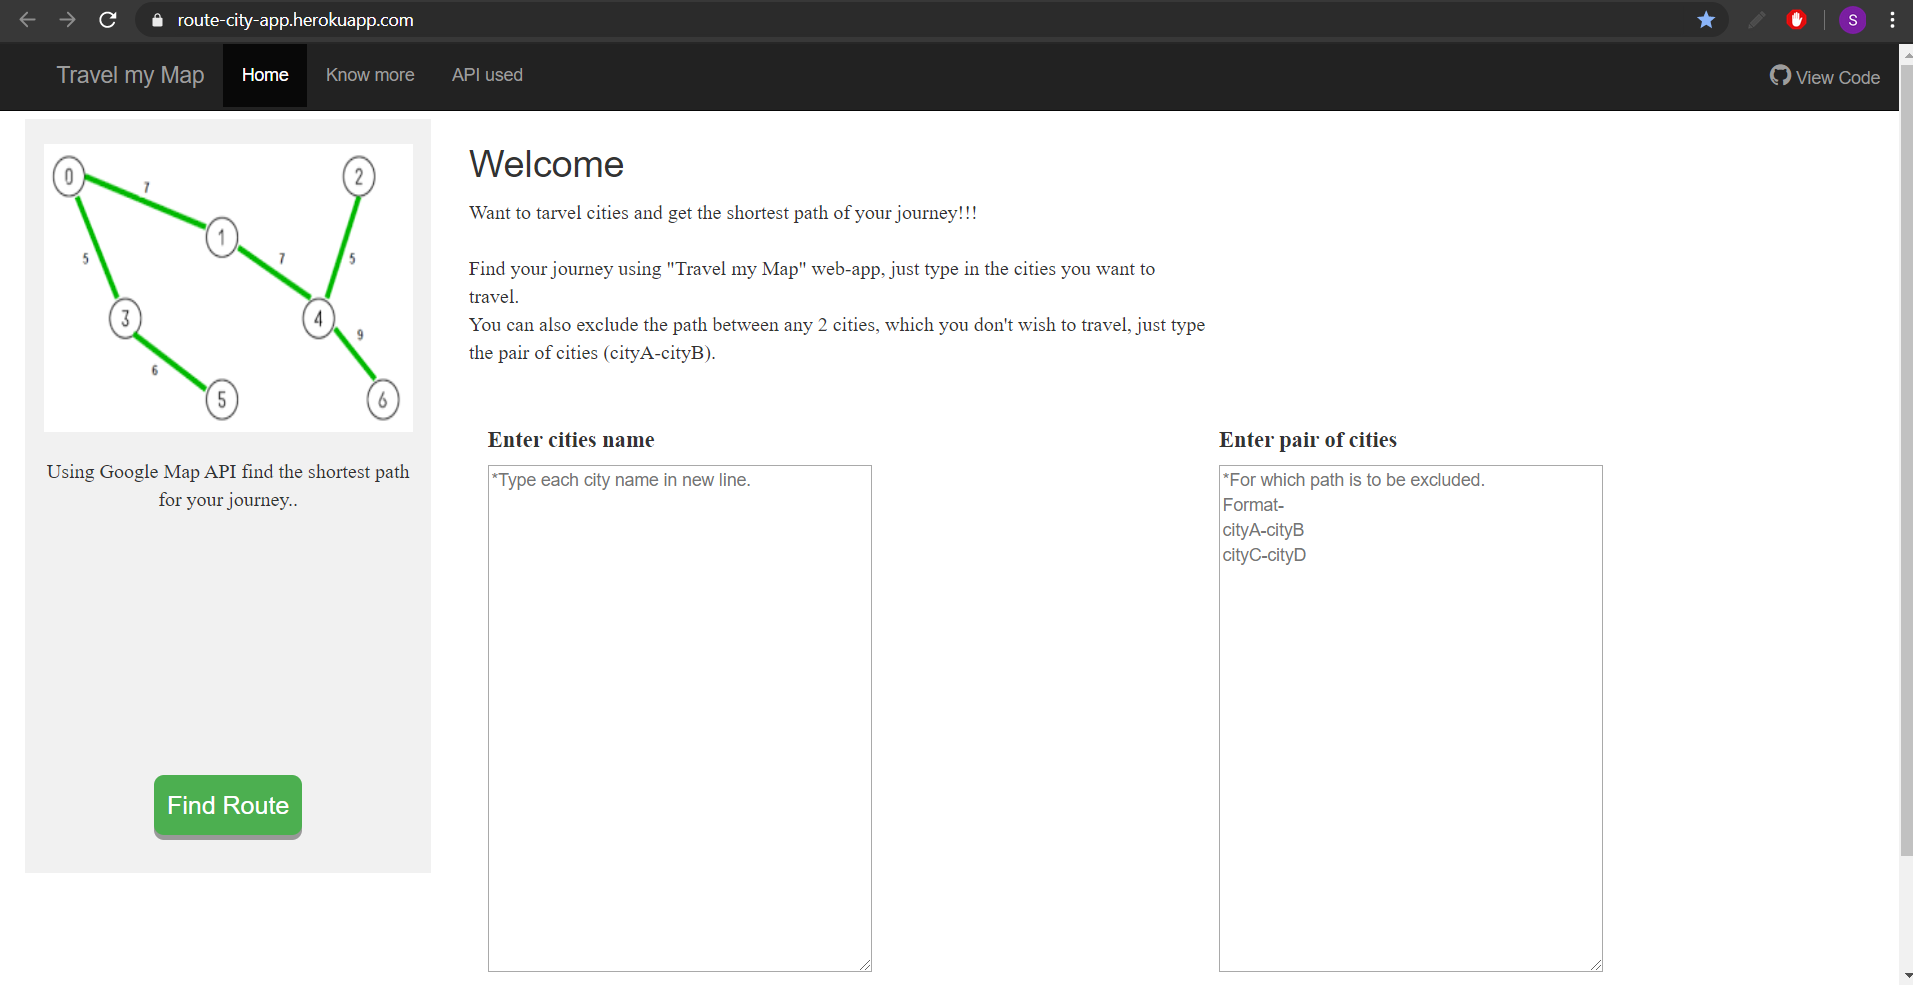 route-city-app.herokuapp.com
S
Travel my Map
Home
Know more
API used
View Code
0
7
2
1
5
7
5
3
4
9
6
5
6
Using Google Map API find the shortest path
for your journey..
Find Route
Welcome
Want to tarvel cities and get the shortest path of your journey!!!
Find your journey using "Travel my Map" web-app, just type in the cities you want to
travel.
You can also exclude the path between any 2 cities, which you don't wish to travel, just type
the pair of cities (cityA-cityB).
Enter cities name
*Type each city name in new line.
Enter pair of cities
*For which path is to be excluded.
Format-
cityA-cityB
cityC-cityD